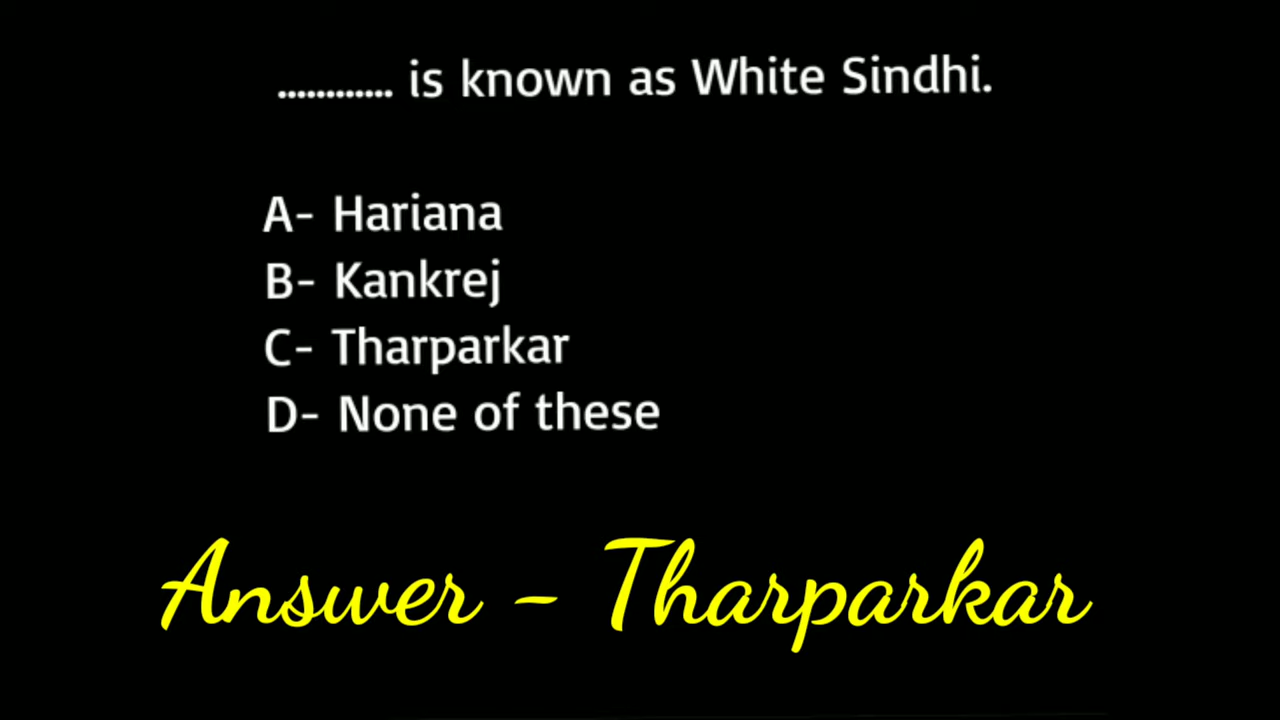 ............ is known as White Sindhi.
A- Hariana
B- Kankrej
C- Tharparkar
D- None of these
Answer - Tharparkar